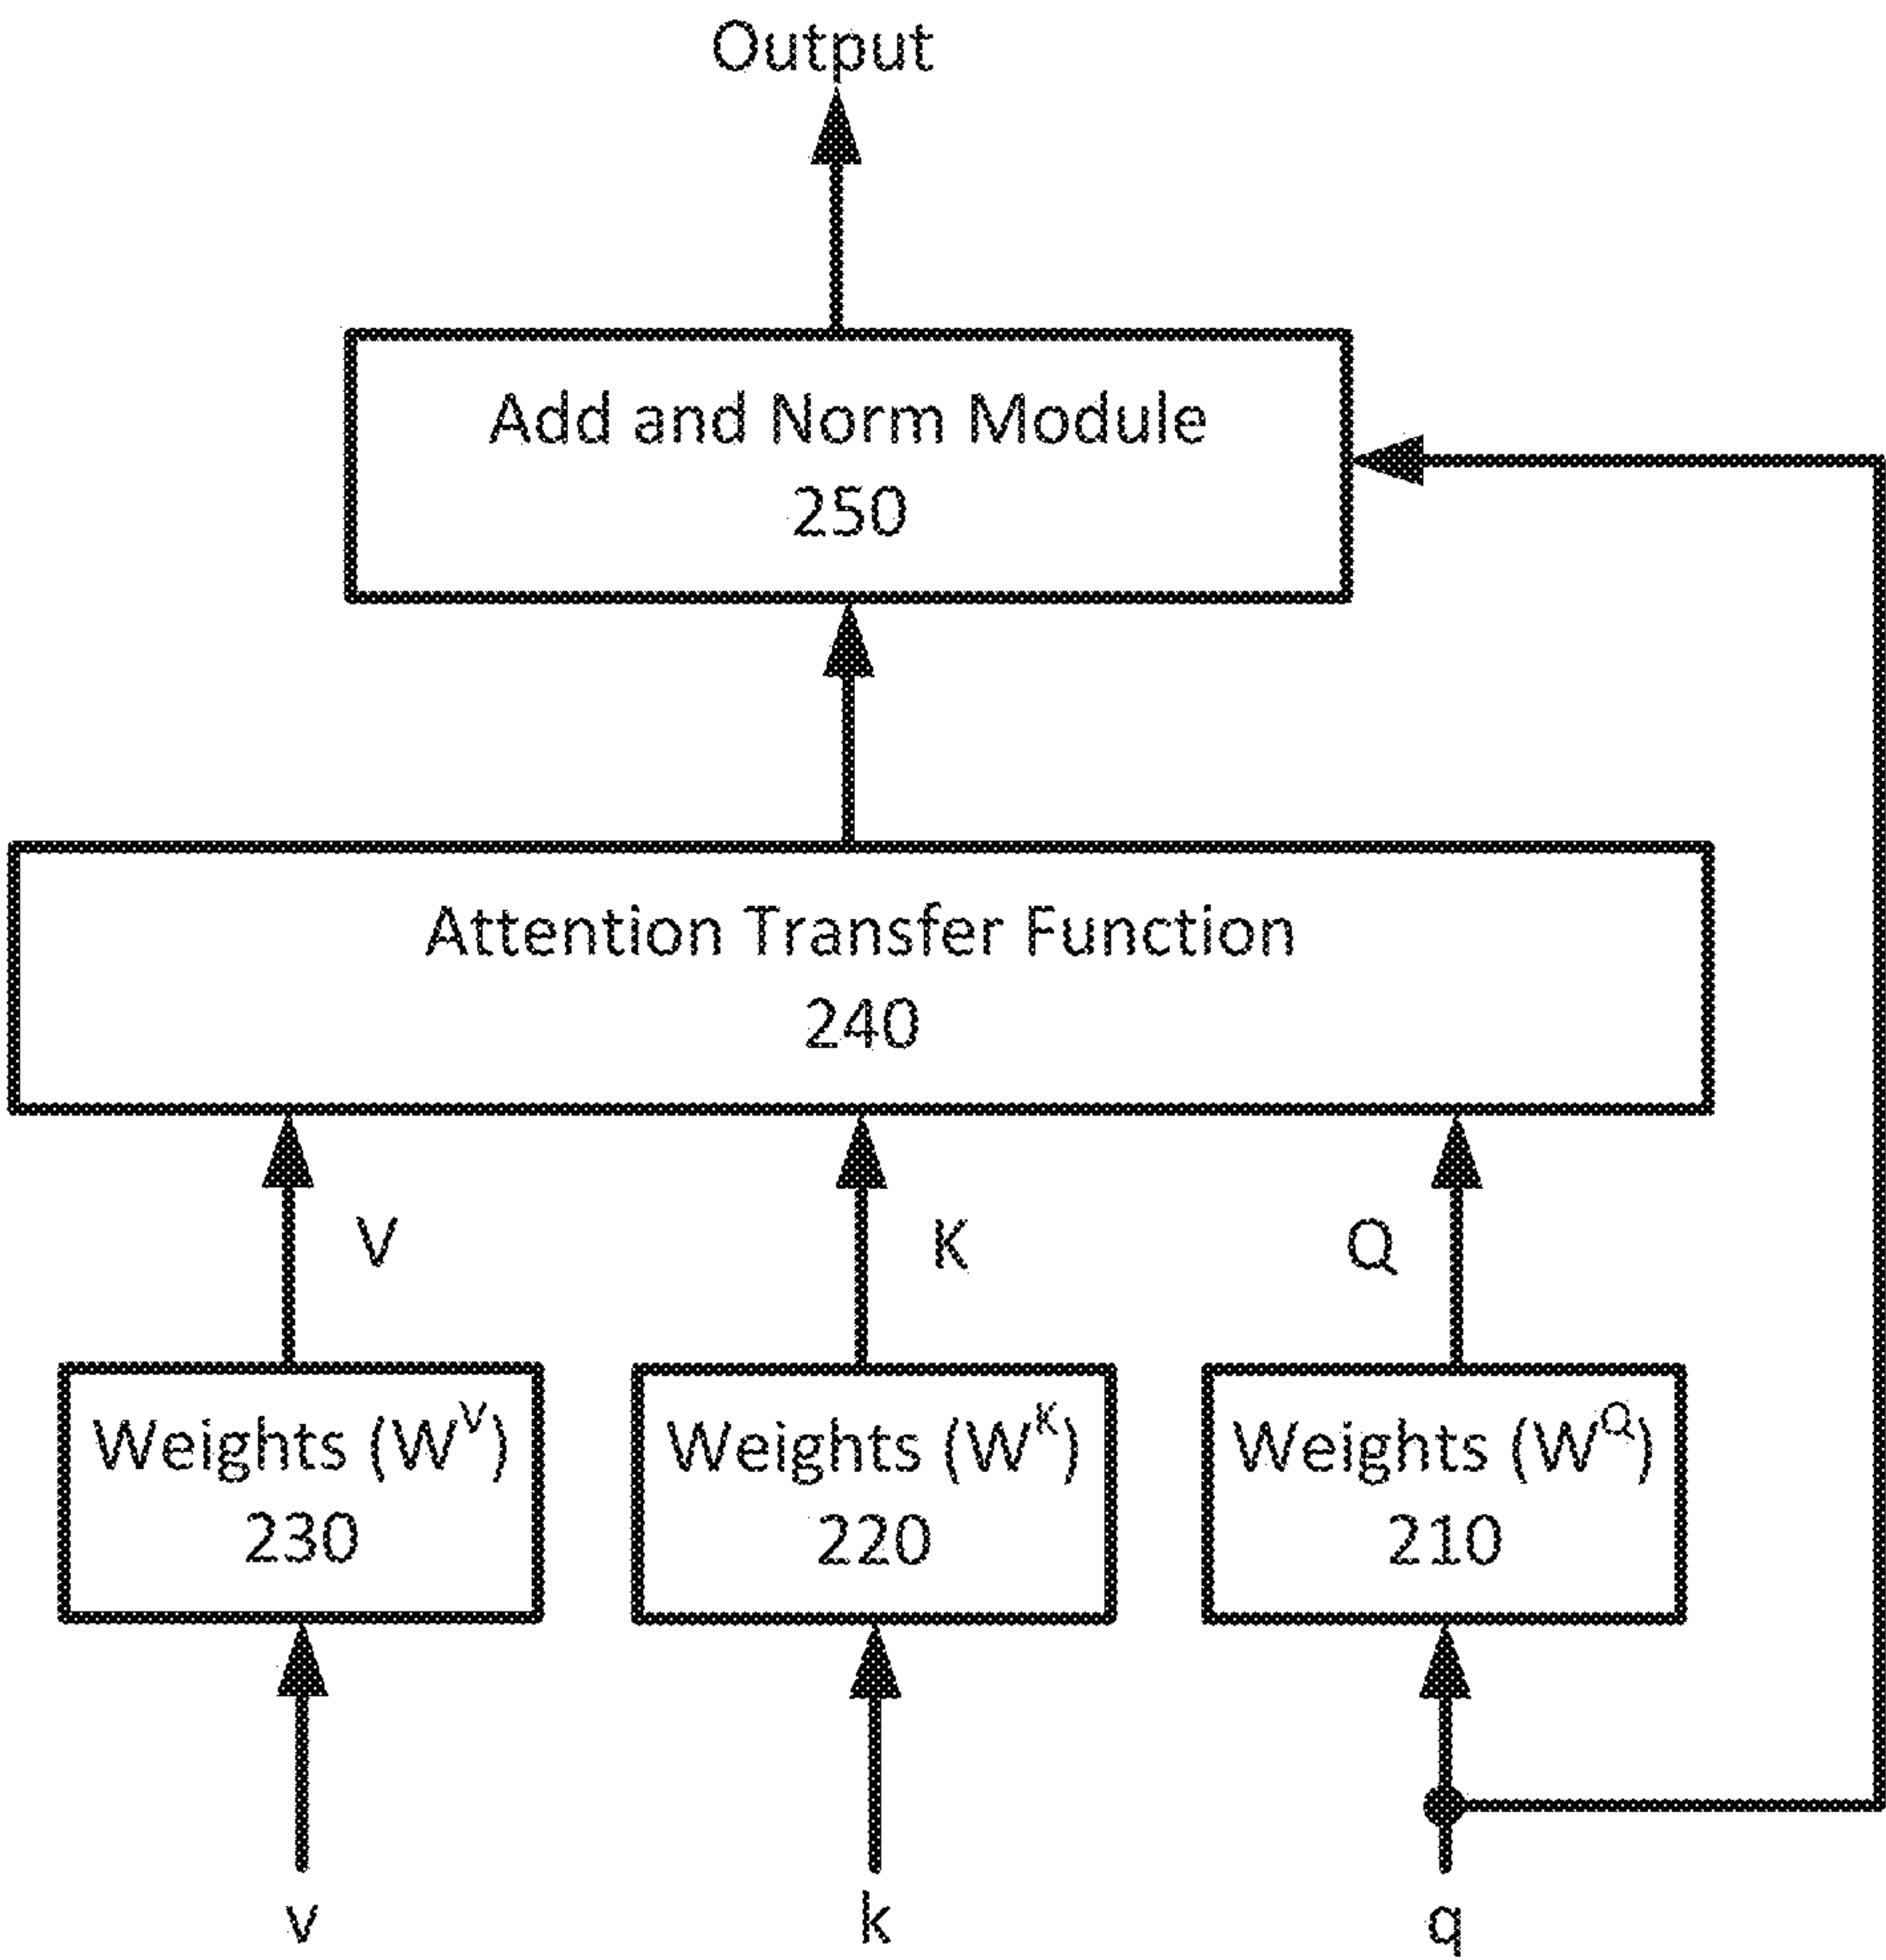 Output
Add and Norm Module
250
Attention Transfer Function
240
V
K
Q
Weights (W^V)
230
Weights (W^K)
220
Weights (W^Q)
210
v
k
q